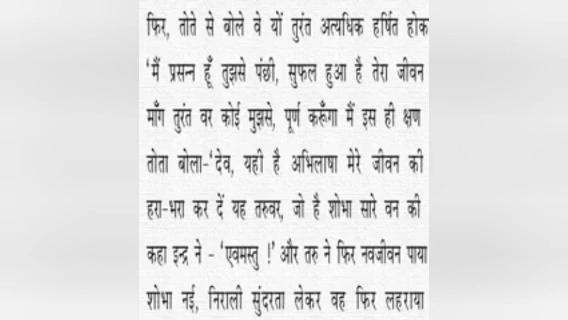 फिर, तोते से बोले वे यों तुरंत अत्यधिक हर्षित होक
‘मैं प्रसन्न हूँ तुझसे पंछी, सुफल हुआ है तेरा जीवन
माँग तुरंत वर कोई मुझसे, पूर्ण करूँगा मैं इस ही क्षण
तोता बोला-‘देव, यही है अभिलाषा मेरे जीवन की
हरा-भरा कर दें यह तरुवर, जो है शोभा सारे वन की
कहा इन्द्र ने - ‘एवमस्तु !’ और तरु ने फिर नवजीवन पाया
शोभा नई, निराली सुंदरता लेकर वह फिर लहराया